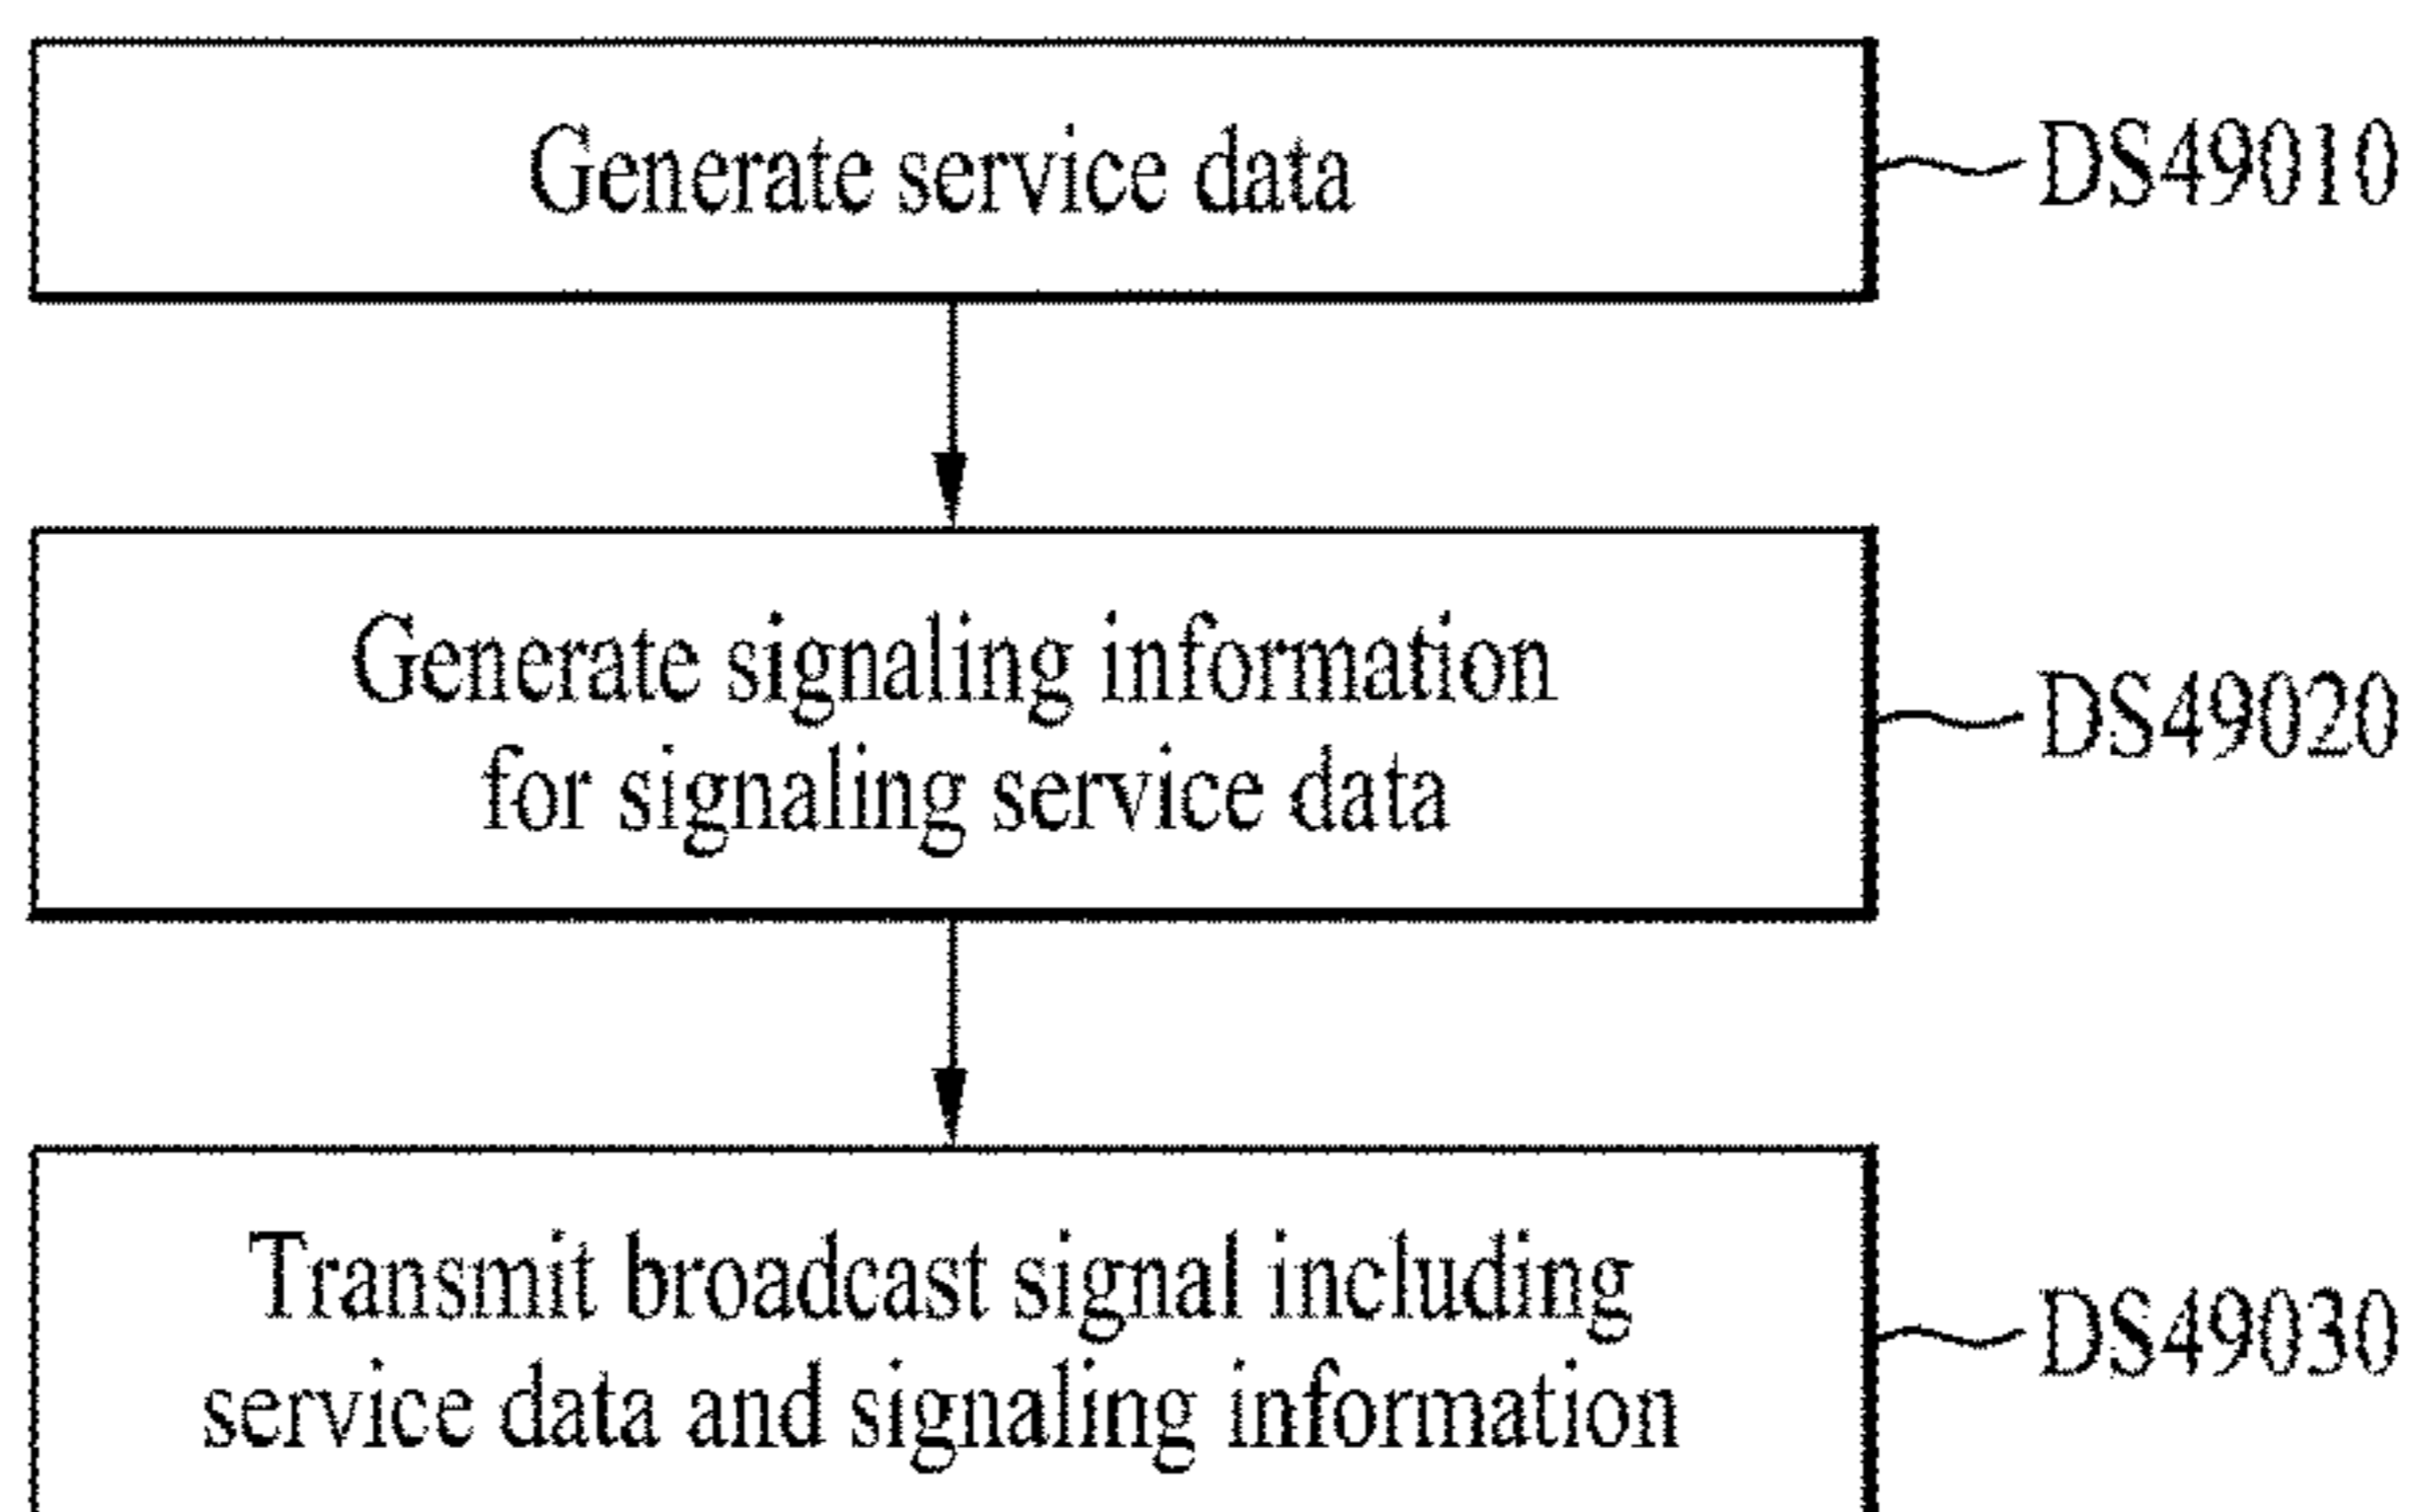 Generate service data
DS49010
Generate signaling information
for signaling service data
DS49020
Transmit broadcast signal including
service data and signaling information
DS49030